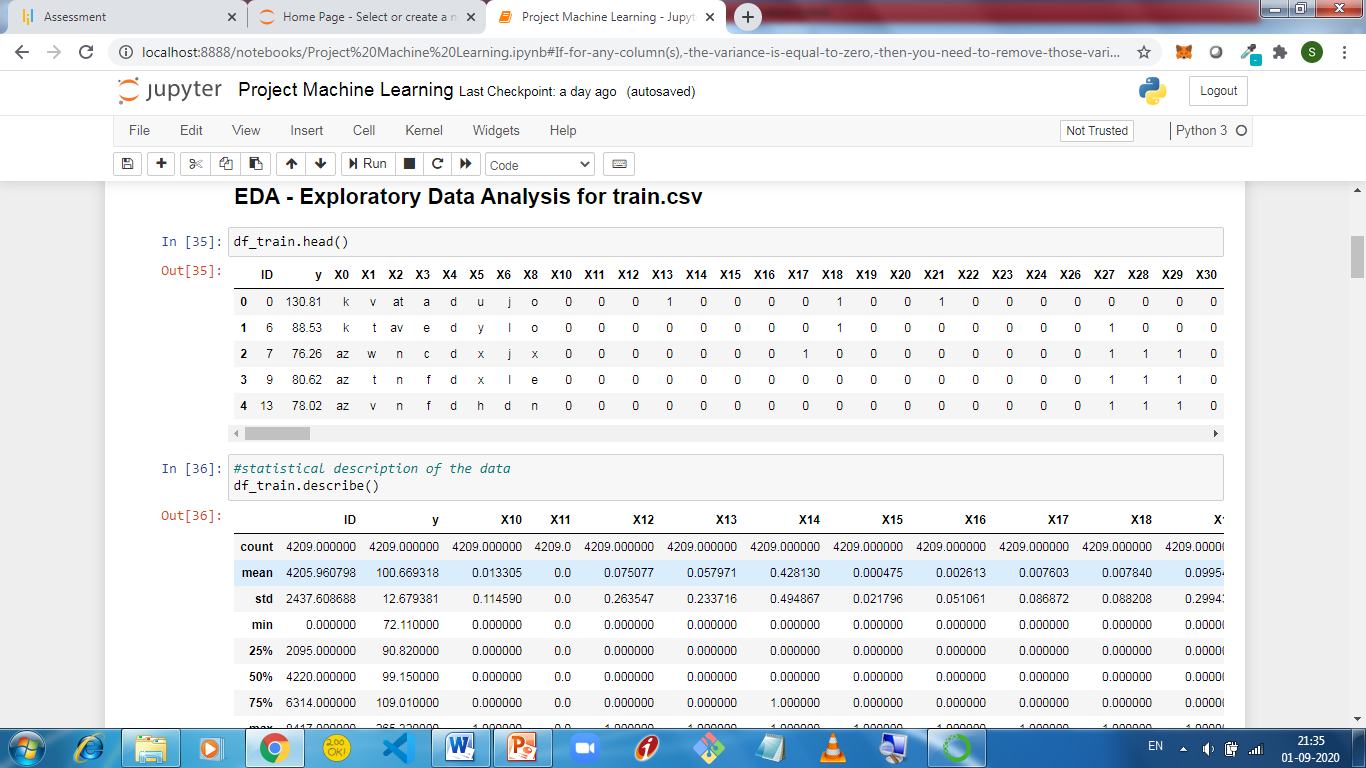 Assessment
Home Page - Select or create a n
Project Machine Learning - Jupyt
localhost:8888/notebooks/Project%20Machine%20Learning.ipynb#If-for-any-column(s),-the-variance-is-equal-to-zero,-then-you-need-to-remove-those-vari...
S
jupyter Project Machine Learning Last Checkpoint: a day ago (autosaved)
Logout
File Edit View Insert Cell Kernel Widgets Help
Not Trusted Python 3
Run Code
EDA - Exploratory Data Analysis for train.csv
In [35]: df_train.head()
Out[35]:
ID y X0 X1 X2 X3 X4 X5 X6 X8 X10 X11 X12 X13 X14 X15 X16 X17 X18 X19 X20 X21 X22 X23 X24 X26 X27 X28 X29 X30
0 0 130.81 k v at a d u j o 0 0 0 1 0 0 0 0 1 0 0 1 0 0 0 0 0 0 0 0
1 6 88.53 k t av e d y l o 0 0 0 0 0 0 0 0 1 0 0 0 0 0 0 0 1 0 0 0
2 7 76.26 az w n c d x j x 0 0 0 0 0 0 0 1 0 0 0 0 0 0 0 0 1 1 1 0
3 9 80.62 az t n f d x l e 0 0 0 0 0 0 0 0 0 0 0 0 0 0 0 0 1 1 1 0
4 13 78.02 az v n f d h d n 0 0 0 0 0 0 0 0 0 0 0 0 0 0 0 0 1 1 1 0
In [36]: #statistical description of the data
df_train.describe()
Out[36]:
ID y X10 X11 X12 X13 X14 X15 X16 X17 X18
count 4209.000000 4209.000000 4209.000000 4209.0 4209.000000 4209.000000 4209.000000 4209.000000 4209.000000 4209.000000 4209.000000 4209.0000
mean 4205.960798 100.669318 0.013305 0.0 0.075077 0.057971 0.428130 0.000475 0.002613 0.007603 0.007840 0.0995
std 2437.608688 12.679381 0.114590 0.0 0.263547 0.233716 0.494867 0.021796 0.051061 0.086872 0.088208 0.2994
min 0.000000 72.110000 0.000000 0.0 0.000000 0.000000 0.000000 0.000000 0.000000 0.000000 0.000000 0.0000
25% 2095.000000 90.820000 0.000000 0.0 0.000000 0.000000 0.000000 0.000000 0.000000 0.000000 0.000000 0.0000
50% 4220.000000 99.150000 0.000000 0.0 0.000000 0.000000 0.000000 0.000000 0.000000 0.000000 0.000000 0.0000
75% 6314.000000 109.010000 0.000000 0.0 0.000000 0.000000 1.000000 0.000000 0.000000 0.000000 0.000000 0.0000
200 OK!
EN
21:35
01-09-2020